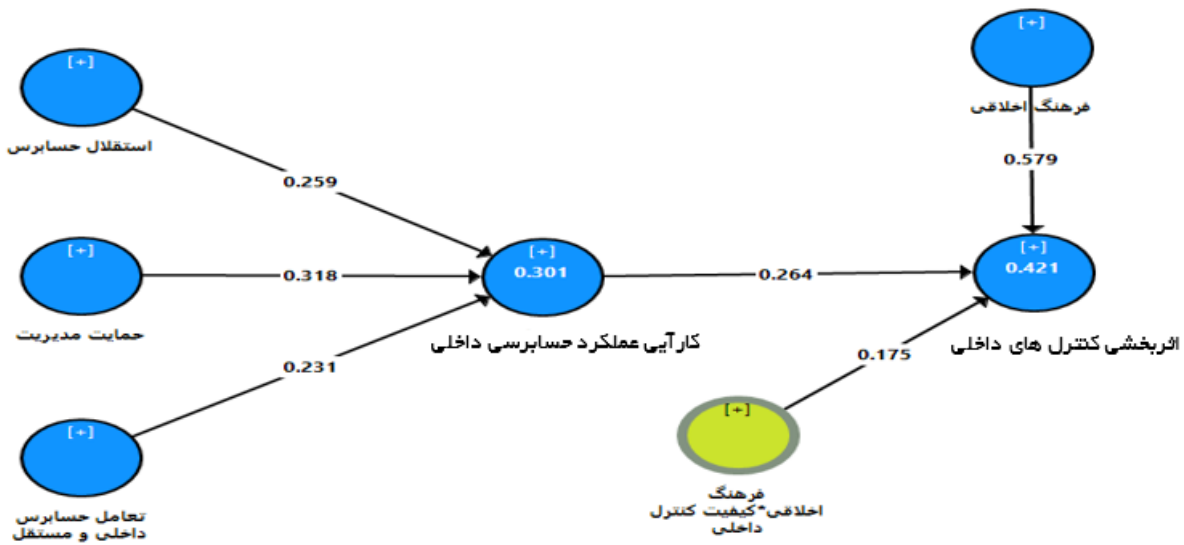 [+]
استقلال حسابرس
0.259
[+]
حمایت مدیریت
0.318
[+]
تعامل حسابرس
داخلی و مستقل
0.231
[+]
0.301
کارآیی عملکرد حسابرسی داخلی
0.264
[+]
فرهنگ اخلاقی
0.579
[+]
0.421
اثربخشی کنترل های داخلی
0.175
[+]
فرهنگ
اخلاقی*کیفیت کنترل
داخلی